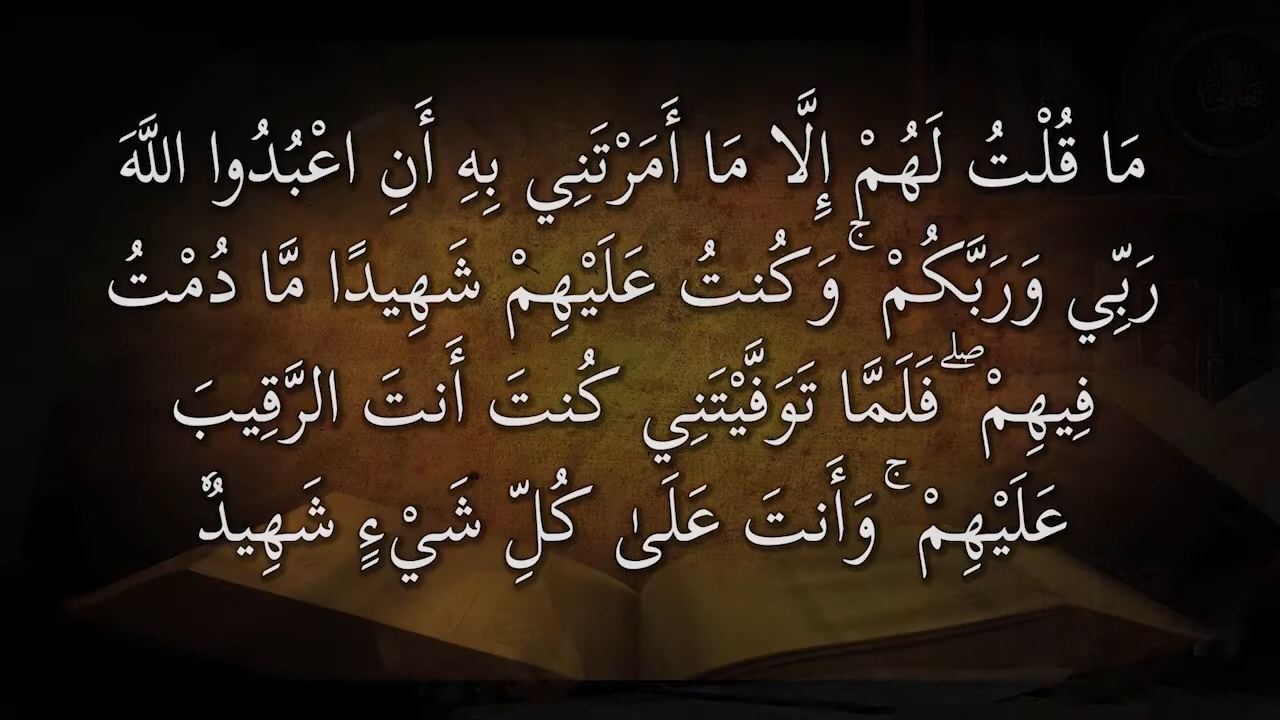 مَا قُلْتُ لَهُمْ إِلَّا مَا أَمَرْتَنِي بِهِ أَنِ اعْبُدُوا اللَّهَ
رَبِّي وَرَبَّكُمْ ۚ وَكُنتُ عَلَيْهِمْ شَهِيدًا مَّا دُمْتُ
فِيهِمْ ۖ فَلَمَّا تَوَفَّيْتَنِي كُنتَ أَنتَ الرَّقِيبَ
عَلَيْهِمْ ۚ وَأَنتَ عَلَىٰ كُلِّ شَيْءٍ شَهِيدٌ